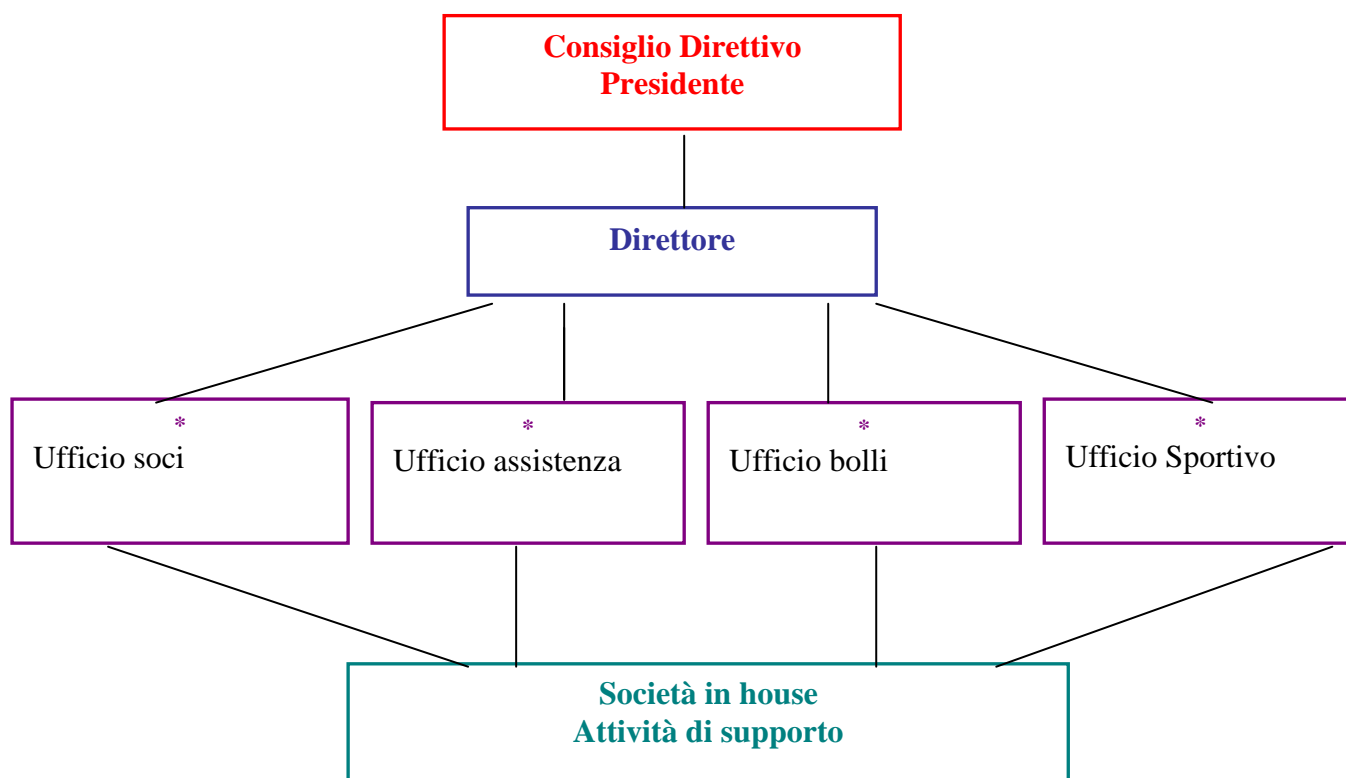 Consiglio Direttivo
Presidente
Direttore
*
Ufficio soci
*
Ufficio assistenza
*
Ufficio bolli
*
Ufficio Sportivo
Società in house
Attività di supporto